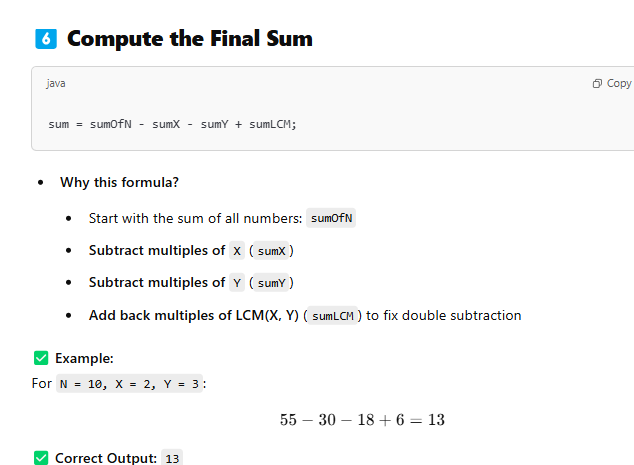 6 Compute the Final Sum
java
Copy
sum = sumOfN - sumX - sumY + sumLCM;
• Why this formula?
• Start with the sum of all numbers: sumOfN
• Subtract multiples of X ( sumX )
• Subtract multiples of Y ( sumY )
• Add back multiples of LCM(X, Y) ( sumLCM ) to fix double subtraction
✅ Example:
For N = 10, X = 2, Y = 3 :
55 − 30 − 18 + 6 = 13
✅ Correct Output: 13